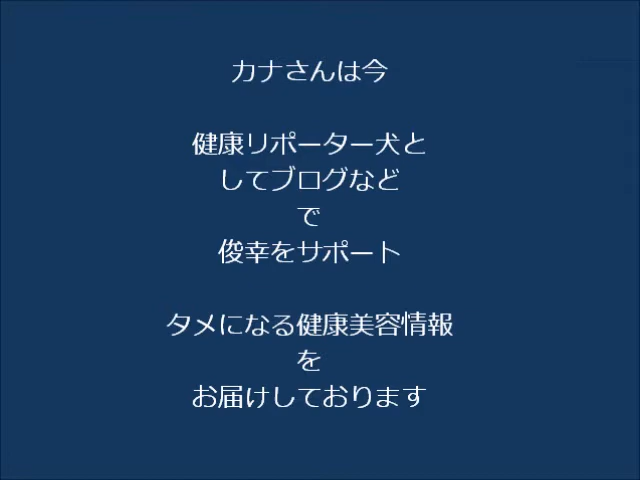 カナさんは今
健康リポーター犬と
してブログなど
で
俊幸をサポート
タメになる健康美容情報
を
お届けしております